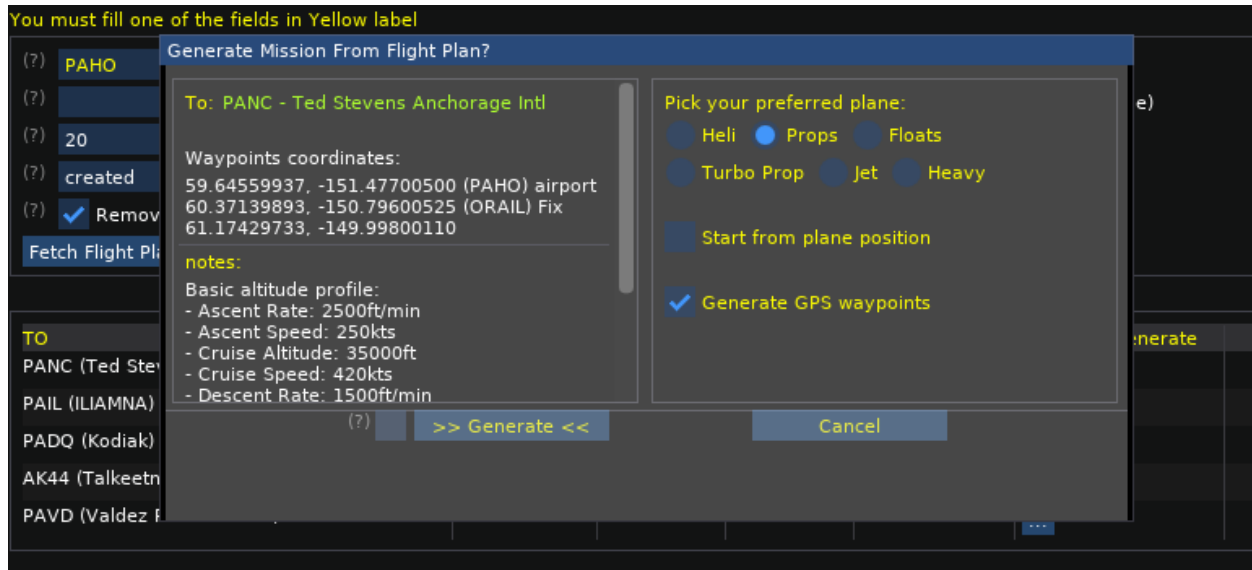 You must fill one of the fields in Yellow label
Generate Mission From Flight Plan?
(?) PAHO
(?)
(?) 20
(?) created
(?) Remov
Fetch Flight Pl
e)
To: PANC - Ted Stevens Anchorage Intl
Waypoints coordinates:
59.64559937, -151.47700500 (PAHO) airport
60.37139893, -150.79600525 (ORAIL) Fix
61.17429733, -149.99800110
notes:
Basic altitude profile:
- Ascent Rate: 2500ft/min
- Ascent Speed: 250kts
- Cruise Altitude: 35000ft
- Cruise Speed: 420kts
- Descent Rate: 1500ft/min
Pick your preferred plane:
Heli Props Floats
Turbo Prop Jet Heavy
Start from plane position
Generate GPS waypoints
(?) >> Generate << Cancel
TO
enerate
PANC (Ted Ste
PAIL (ILIAMNA)
PADQ (Kodiak)
AK44 (Talkeetn
PAVD (Valdez
...